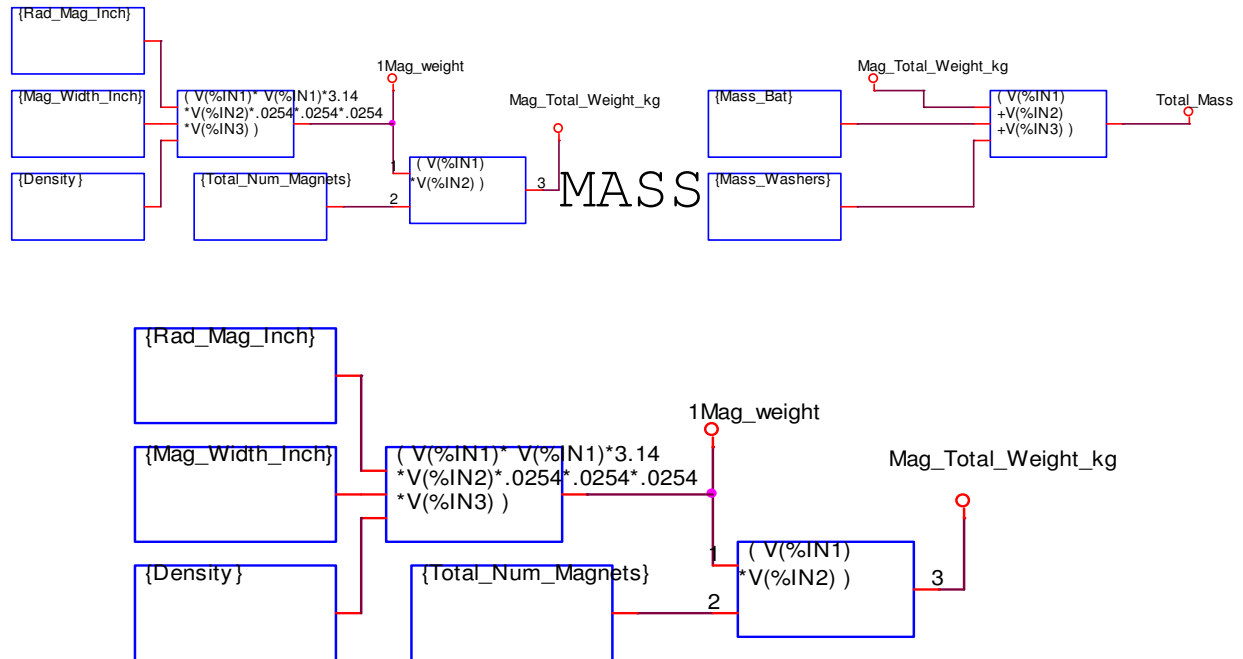 {Rad_Mag_Inch}
1Mag_weight
Mag_Total_Weight_kg
{Mag_Width_Inch}
( V(%IN1)* V(%IN1)*3.14
*V(%IN2)*.0254*.0254*.0254
*V(%IN3) )
Mag_Total_Weight_kg
{Mass_Bat}
( V(%IN1)
+V(%IN2)
+V(%IN3) )
Total_Mass
{Density}
{Total_Num_Magnets}
1
( V(%IN1)
*V(%IN2) )
2
3
MASS
{Mass_Washers}
{Rad_Mag_Inch}
1Mag_weight
{Mag_Width_Inch}
( V(%IN1)* V(%IN1)*3.14
*V(%IN2)*.0254*.0254*.0254
*V(%IN3) )
Mag_Total_Weight_kg
{Density}
{Total_Num_Magnets}
1
( V(%IN1)
*V(%IN2) )
2
3